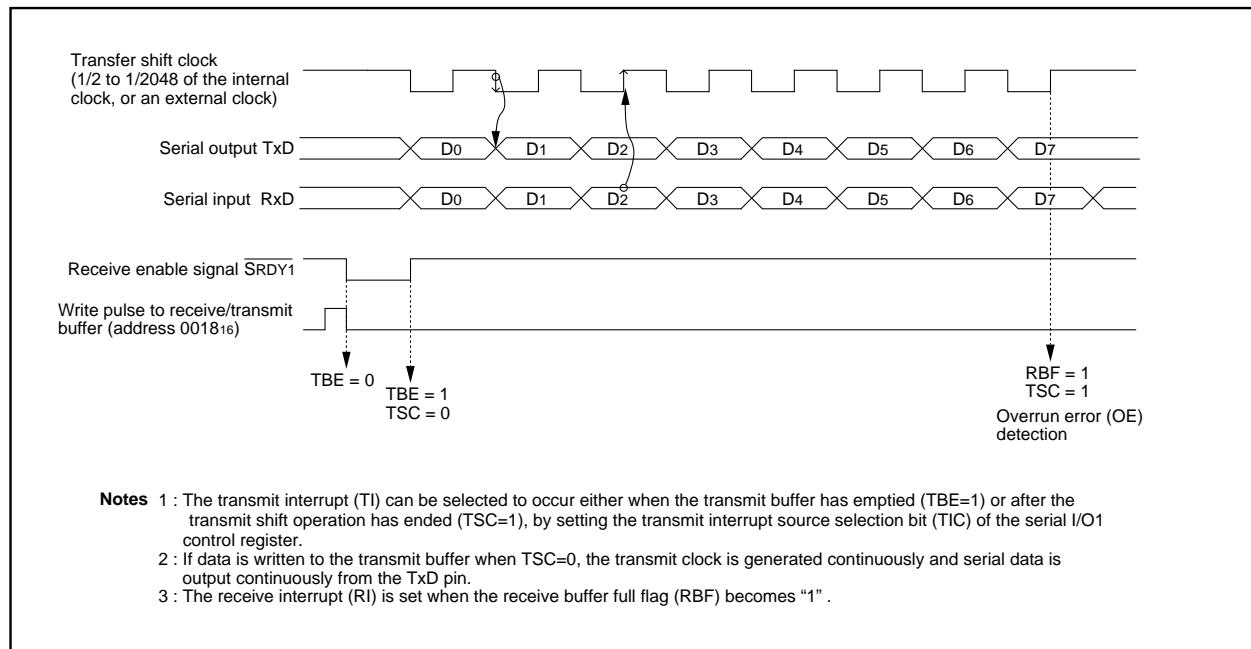 Transfer shift clock
(1/2 to 1/2048 of the internal
clock, or an external clock)
Serial output TxD
D0 D1 D2 D3 D4 D5 D6 D7
Serial input RxD
D0 D1 D2 D3 D4 D5 D6 D7
Receive enable signal SRDY1
Write pulse to receive/transmit
buffer (address 001816)
TBE = 0
TBE = 1
TSC = 0
RBF = 1
TSC = 1
Overrun error (OE)
detection
Notes 1 : The transmit interrupt (TI) can be selected to occur either when the transmit buffer has emptied (TBE=1) or after the
transmit shift operation has ended (TSC=1), by setting the transmit interrupt source selection bit (TIC) of the serial I/O1
control register.
2 : If data is written to the transmit buffer when TSC=0, the transmit clock is generated continuously and serial data is
output continuously from the TxD pin.
3 : The receive interrupt (RI) is set when the receive buffer full flag (RBF) becomes “1” .